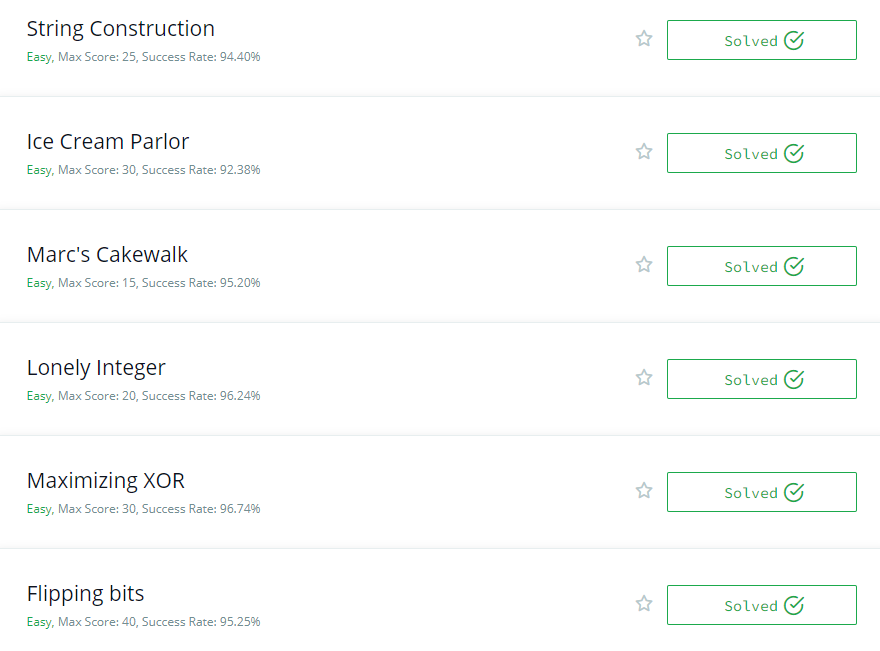 String Construction
Easy, Max Score: 25, Success Rate: 94.40%
Solved
Ice Cream Parlor
Easy, Max Score: 30, Success Rate: 92.38%
Solved
Marc's Cakewalk
Easy, Max Score: 15, Success Rate: 95.20%
Solved
Lonely Integer
Easy, Max Score: 20, Success Rate: 96.24%
Solved
Maximizing XOR
Easy, Max Score: 30, Success Rate: 96.74%
Solved
Flipping bits
Easy, Max Score: 40, Success Rate: 95.25%
Solved